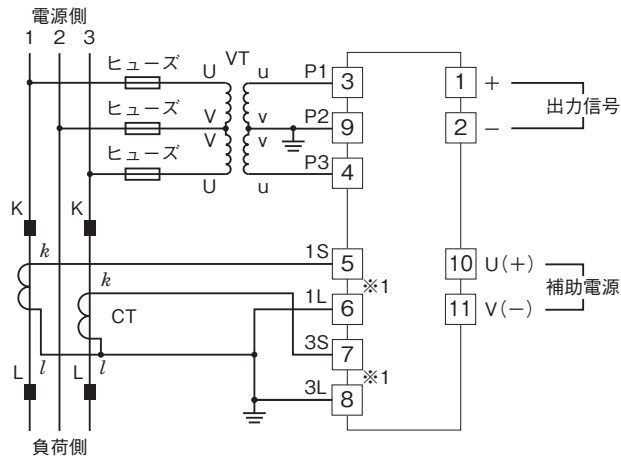 電源側
1 2 3
ヒューズ U VT u P1 3 1 +
出力信号
ヒューズ V v P2 9 2 −
V v
ヒューズ U u P3 4
K K
k 1S 5 10 U(+)
※1
補助電源
k 1L 6 11 V(−)
CT
3S 7
※1
L l L l 3L 8
負荷側